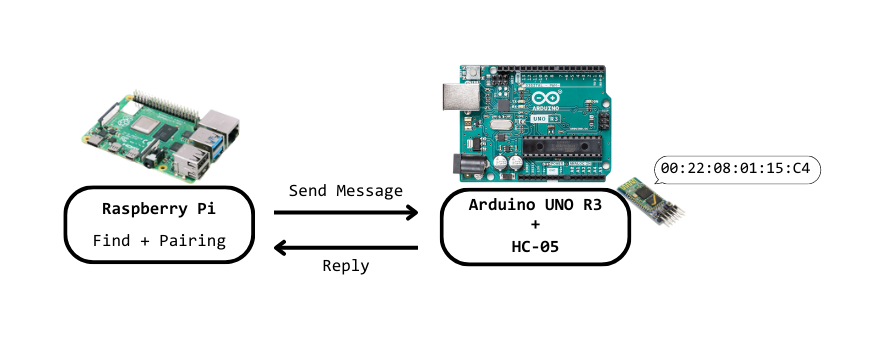 ARDUINO
UNO R3
00:22:08:01:15:C4
Send Message
Raspberry Pi
Find + Pairing
Arduino UNO R3
+
HC-05
Reply